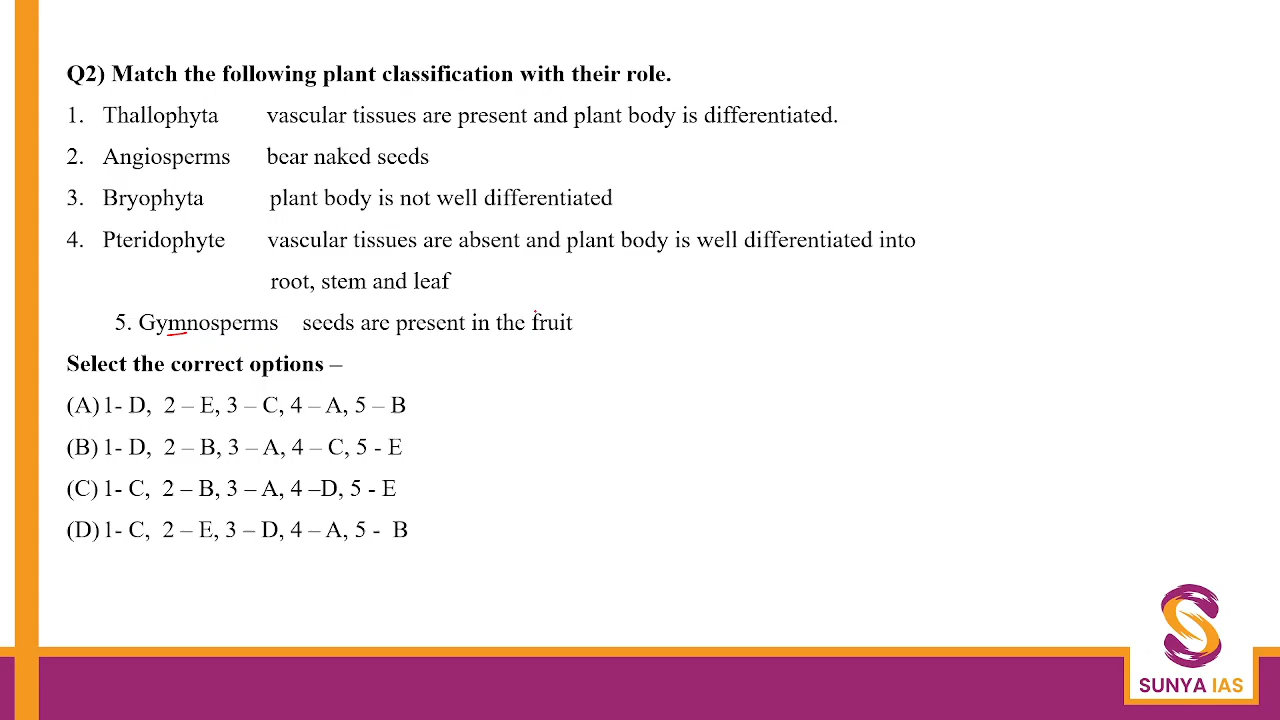 Q2) Match the following plant classification with their role.
1. Thallophyta vascular tissues are present and plant body is differentiated.
2. Angiosperms bear naked seeds
3. Bryophyta plant body is not well differentiated
4. Pteridophyte vascular tissues are absent and plant body is well differentiated into
root, stem and leaf
5. Gymnosperms seeds are present in the fruit
Select the correct options –
(A) 1- D, 2 – E, 3 – C, 4 – A, 5 – B
(B) 1- D, 2 – B, 3 – A, 4 – C, 5 - E
(C) 1- C, 2 – B, 3 – A, 4 –D, 5 - E
(D) 1- C, 2 – E, 3 – D, 4 – A, 5 - B
SUNYA IAS